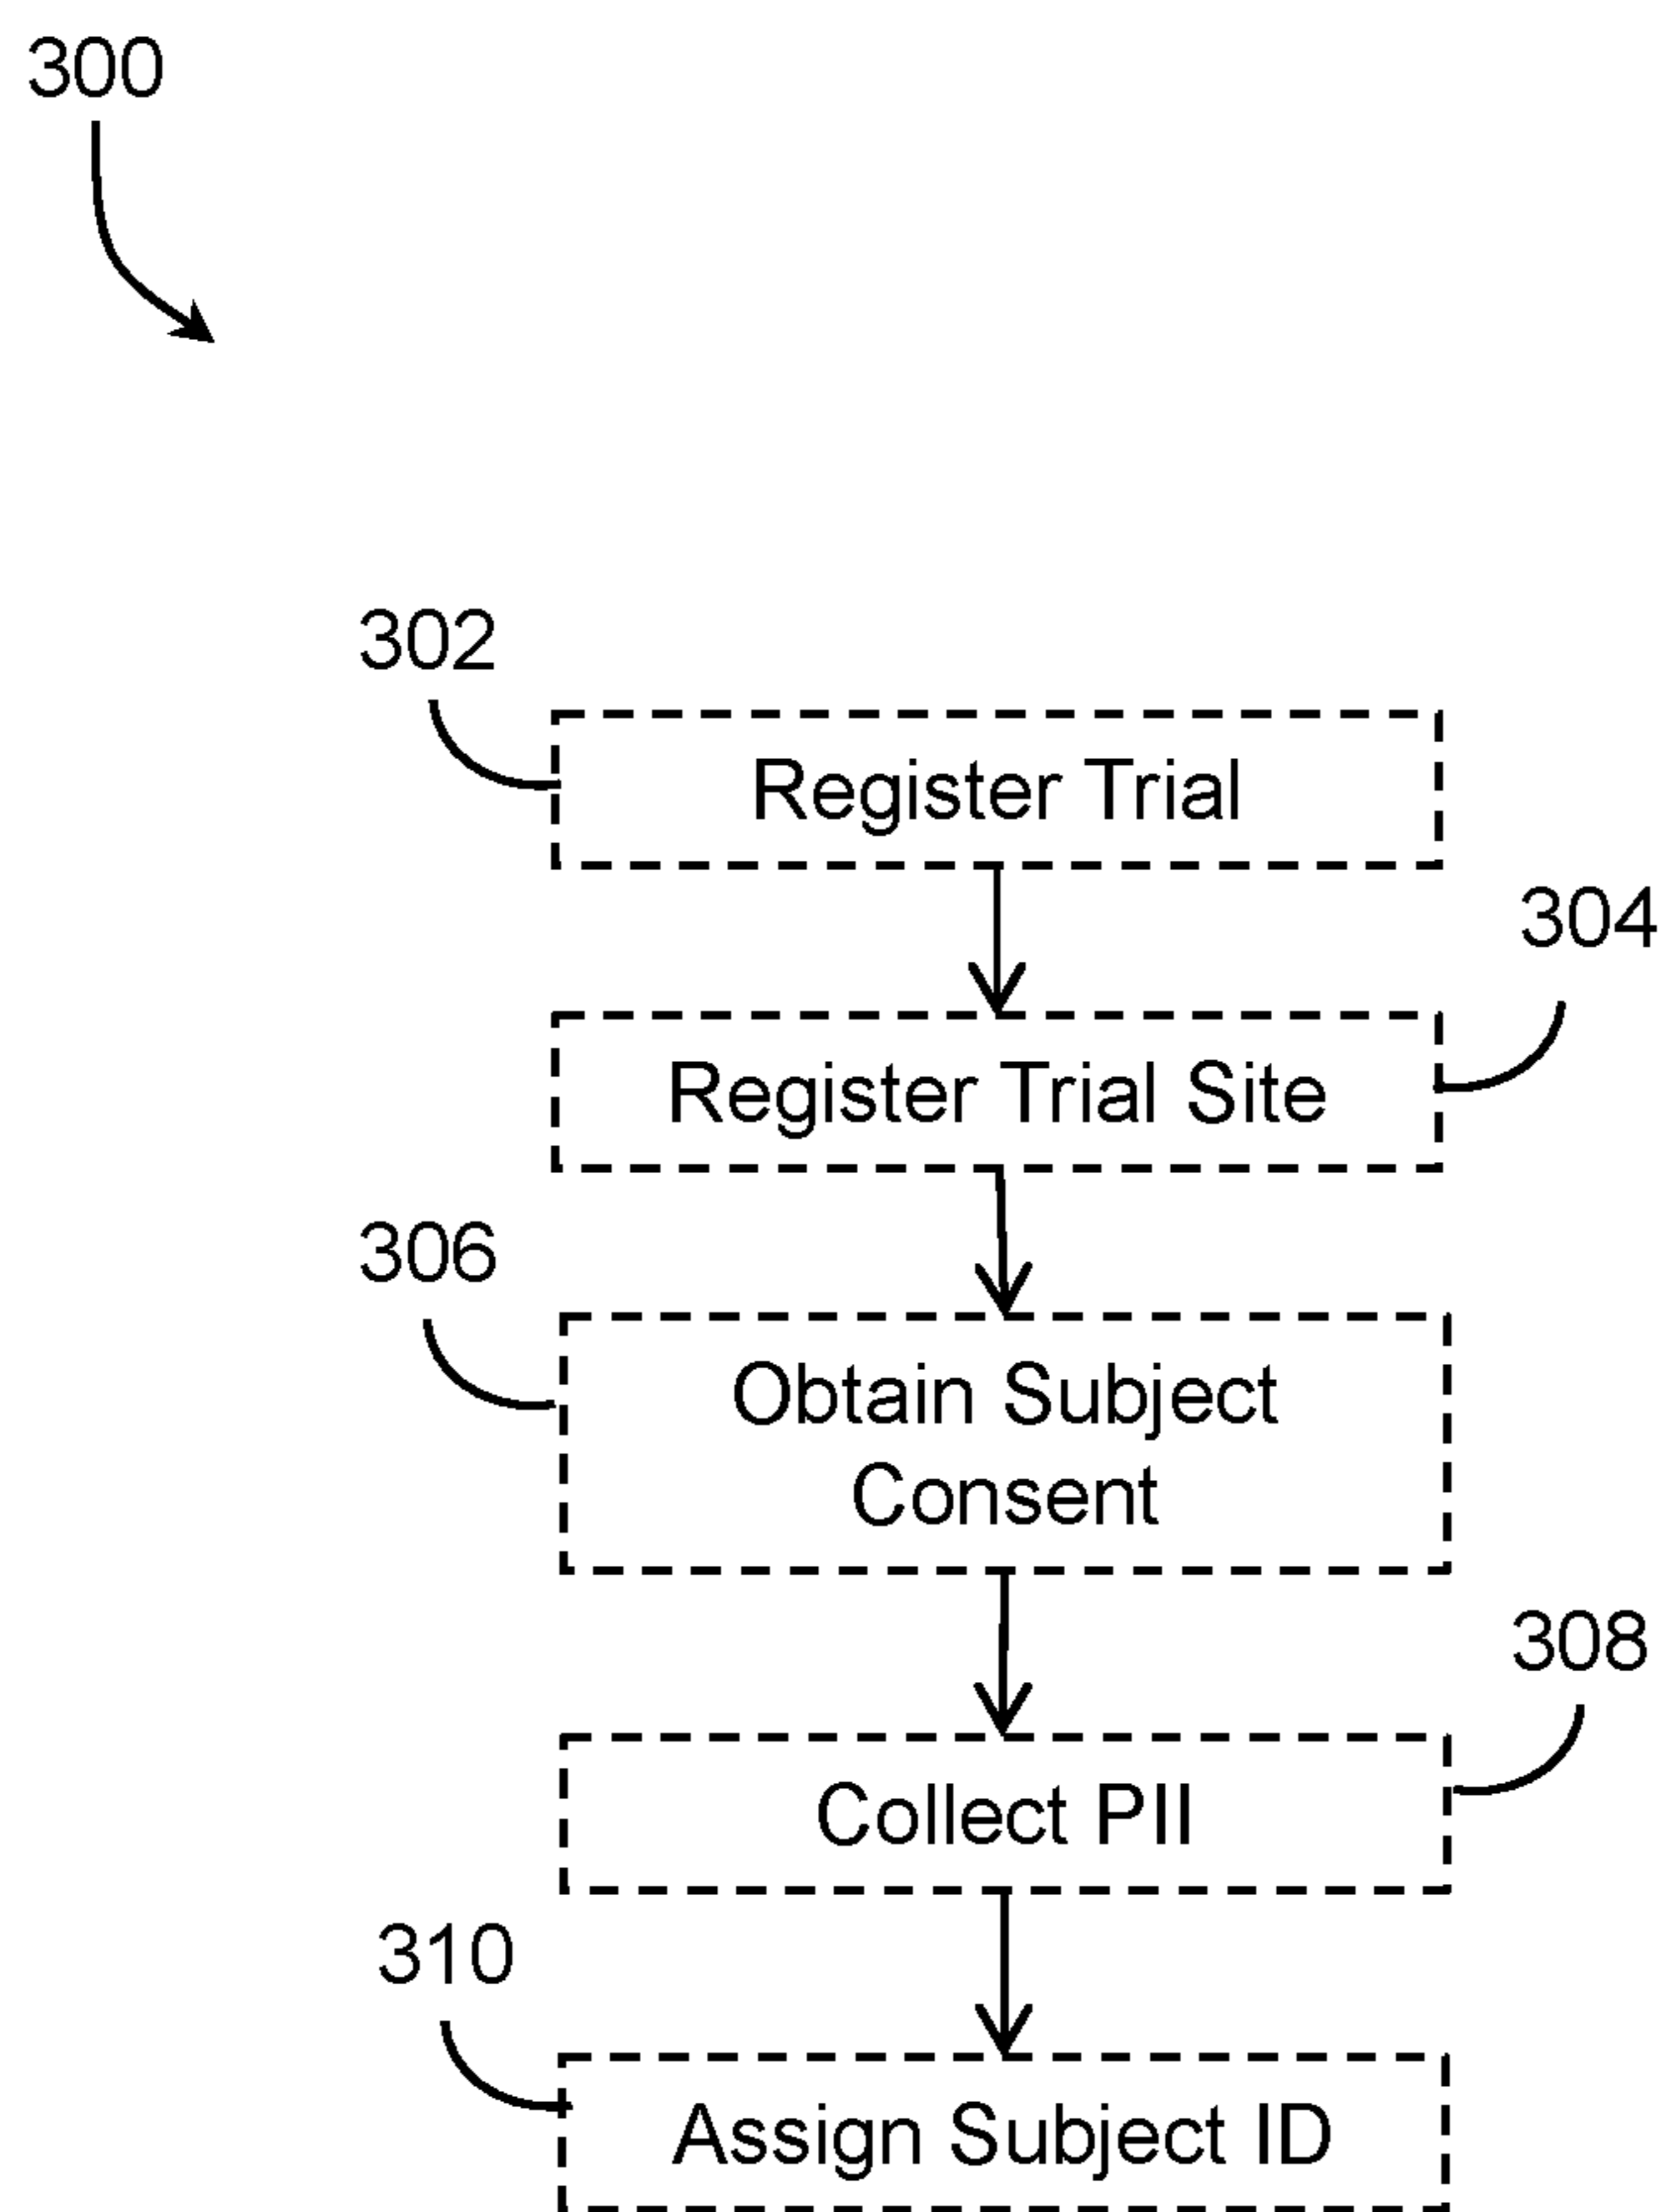 300
302
Register Trial
304
Register Trial Site
306
Obtain Subject
Consent
308
Collect PII
310
Assign Subject ID